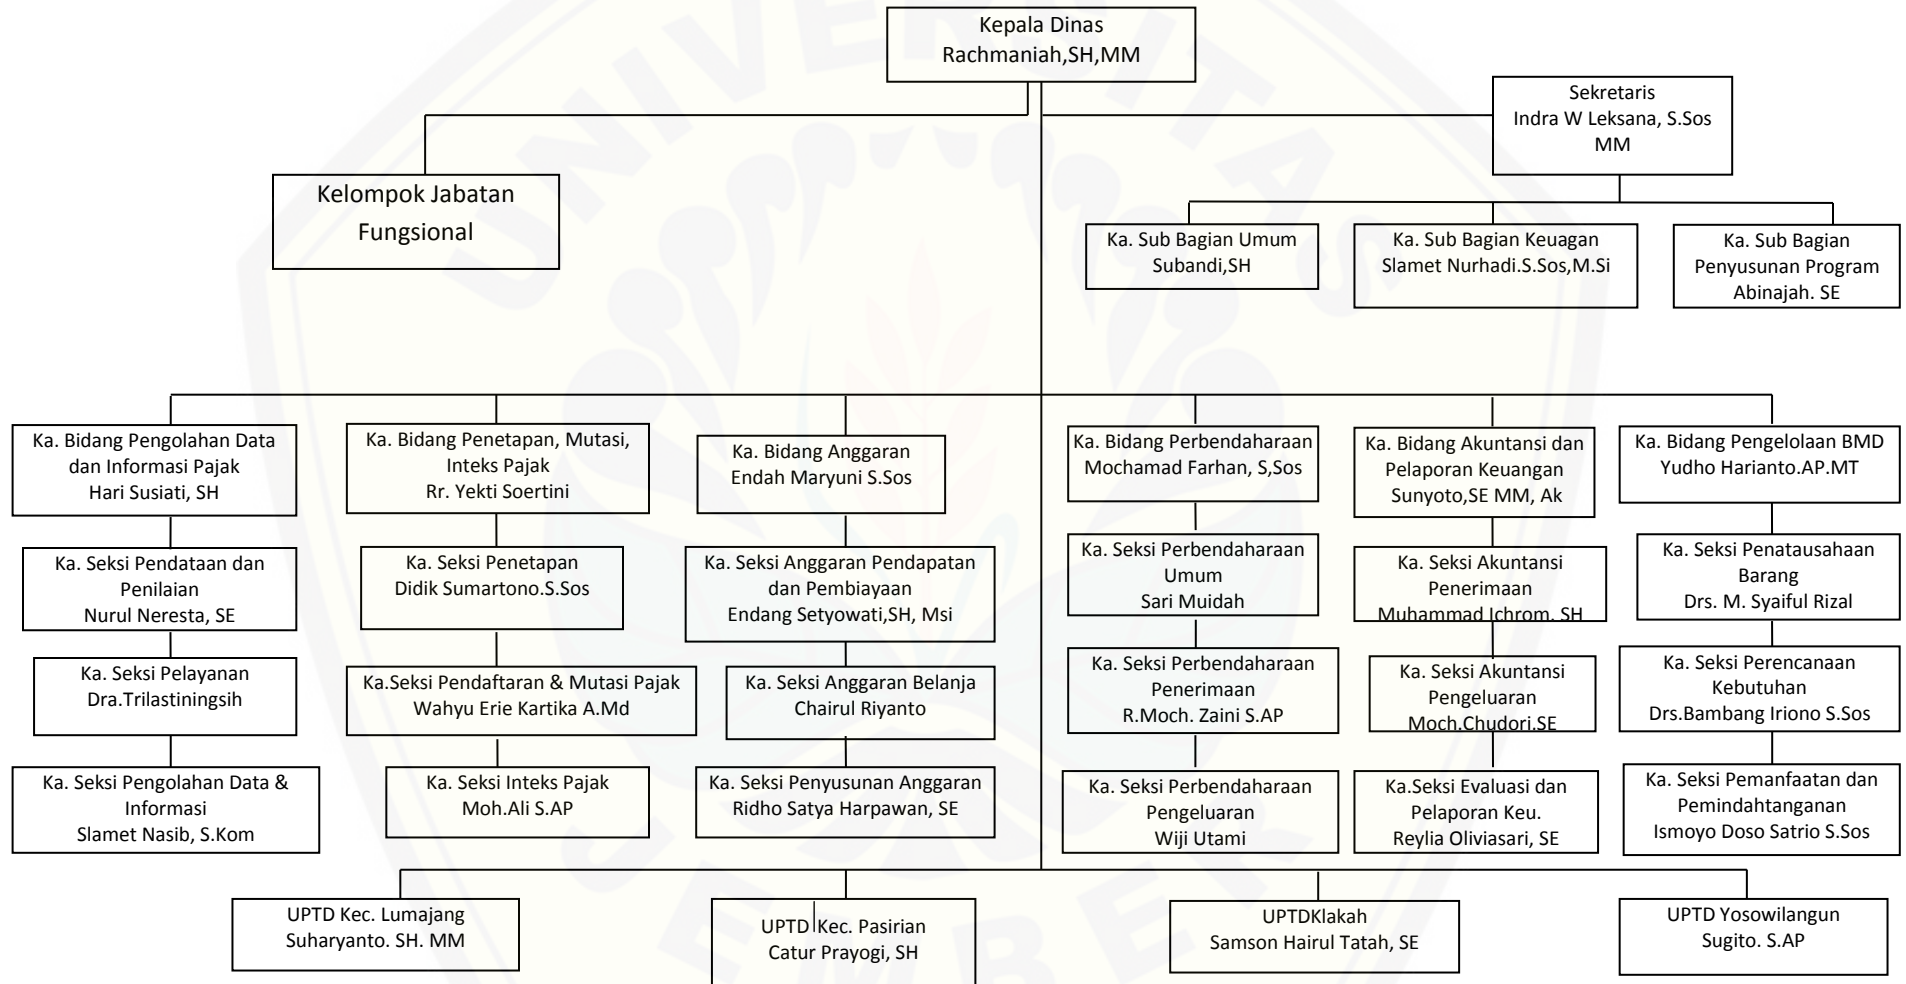 Kepala Dinas
Rachmaniah,SH,MM
Sekretaris
Indra W Leksana, S.Sos
MM
Kelompok Jabatan
Fungsional
Ka. Sub Bagian Umum
Subandi,SH
Ka. Sub Bagian Keuagan
Slamet Nurhadi.S.Sos,M.Si
Ka. Sub Bagian
Penyusunan Program
Abinajah. SE
Ka. Bidang Pengolahan Data
dan Informasi Pajak
Hari Susiati, SH
Ka. Bidang Penetapan, Mutasi,
Inteks Pajak
Rr. Yekti Soertini
Ka. Bidang Anggaran
Endah Maryuni S.Sos
Ka. Bidang Perbendaharaan
Mochamad Farhan, S,Sos
Ka. Bidang Akuntansi dan
Pelaporan Keuangan
Sunyoto,SE MM, Ak
Ka. Bidang Pengelolaan BMD
Yudho Harianto.AP.MT
Ka. Seksi Pendataan dan
Penilaian
Nurul Neresta, SE
Ka. Seksi Penetapan
Didik Sumartono.S.Sos
Ka. Seksi Anggaran Pendapatan
dan Pembiayaan
Endang Setyowati,SH, Msi
Ka. Seksi Perbendaharaan
Umum
Sari Muidah
Ka. Seksi Akuntansi
Penerimaan
Muhammad Ichrom. SH
Ka. Seksi Penatausahaan
Barang
Drs. M. Syaiful Rizal
Ka. Seksi Pelayanan
Dra.Trilastiningsih
Ka.Seksi Pendaftaran & Mutasi Pajak
Wahyu Erie Kartika A.Md
Ka. Seksi Anggaran Belanja
Chairul Riyanto
Ka. Seksi Perbendaharaan
Penerimaan
R.Moch. Zaini S.AP
Ka. Seksi Akuntansi
Pengeluaran
Moch.Chudori.SE
Ka. Seksi Perencanaan
Kebutuhan
Drs.Bambang Iriono S.Sos
Ka. Seksi Pengolahan Data &
Informasi
Slamet Nasib, S.Kom
Ka. Seksi Inteks Pajak
Moh.Ali S.AP
Ka. Seksi Penyusunan Anggaran
Ridho Satya Harpawan, SE
Ka. Seksi Perbendaharaan
Pengeluaran
Wiji Utami
Ka.Seksi Evaluasi dan
Pelaporan Keu.
Reylia Oliviasari, SE
Ka. Seksi Pemanfaatan dan
Pemindahtanganan
Ismoyo Doso Satrio S.Sos
UPTD Kec. Lumajang
Suharyanto. SH. MM
UPTD Kec. Pasirian
Catur Prayogi, SH
UPTDKlakah
Samson Hairul Tatah, SE
UPTD Yosowilangun
Sugito. S.AP
UNIVERSITAS
JEMBER